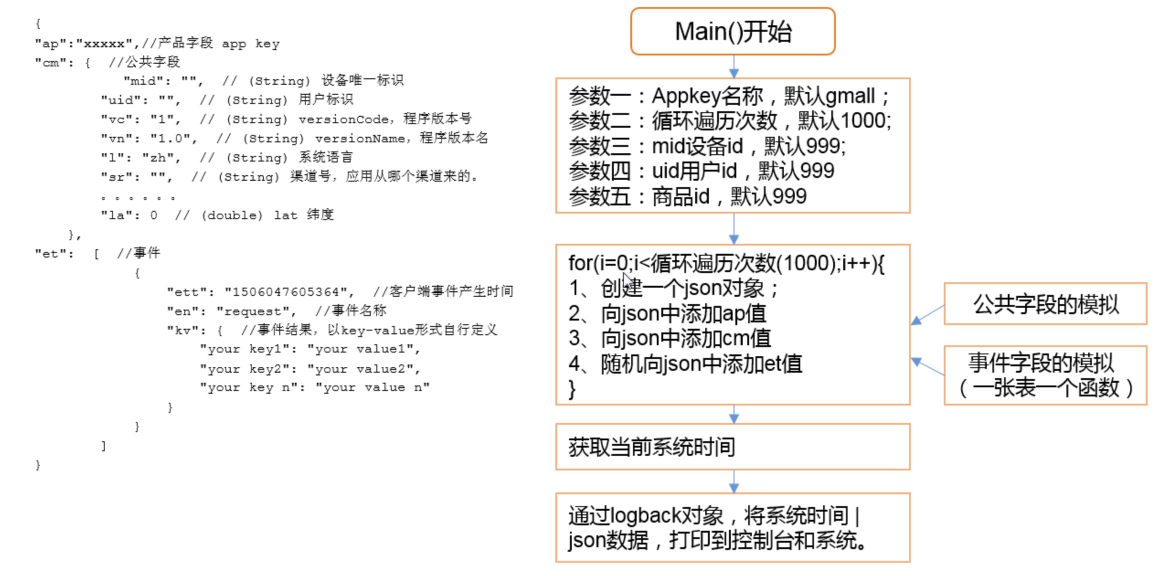 {
"ap":"xxxxx",//产品字段 app key
"cm": {  //公共字段
"mid": "",  // (String) 设备唯一标识
"uid": "",  // (String) 用户标识
"vc": "1",  // (String) versionCode，程序版本号
"vn": "1.0",  // (String) versionName，程序版本名
"l": "zh",  // (String) 系统语言
"sr": "",  // (String) 渠道号，应用从哪个渠道来的。
。。。。。。
"la": 0  // (double) lat 纬度
},
"et":  [  //事件
{
"ett": "1506047605364",  //客户端事件产生时间
"en": "request",  //事件名称
"kv": {  //事件结果，以key-value形式自行定义
"your key1": "your value1",
"your key2": "your value2",
"your key n": "your value n"
}
}
]
}
Main()开始
参数一：Appkey名称，默认gmall；
参数二：循环遍历次数，默认1000;
参数三：mid设备id，默认999;
参数四：uid用户id，默认999
参数五：商品id，默认999
for(i=0;i<循环遍历次数(1000);i++){
1、创建一个json对象；
2、向json中添加ap值
3、向json中添加cm值
4、随机向json中添加et值
}
公共字段的模拟
事件字段的模拟
（一张表一个函数）
获取当前系统时间
通过logback对象，将系统时间 |
json数据，打印到控制台和系统。